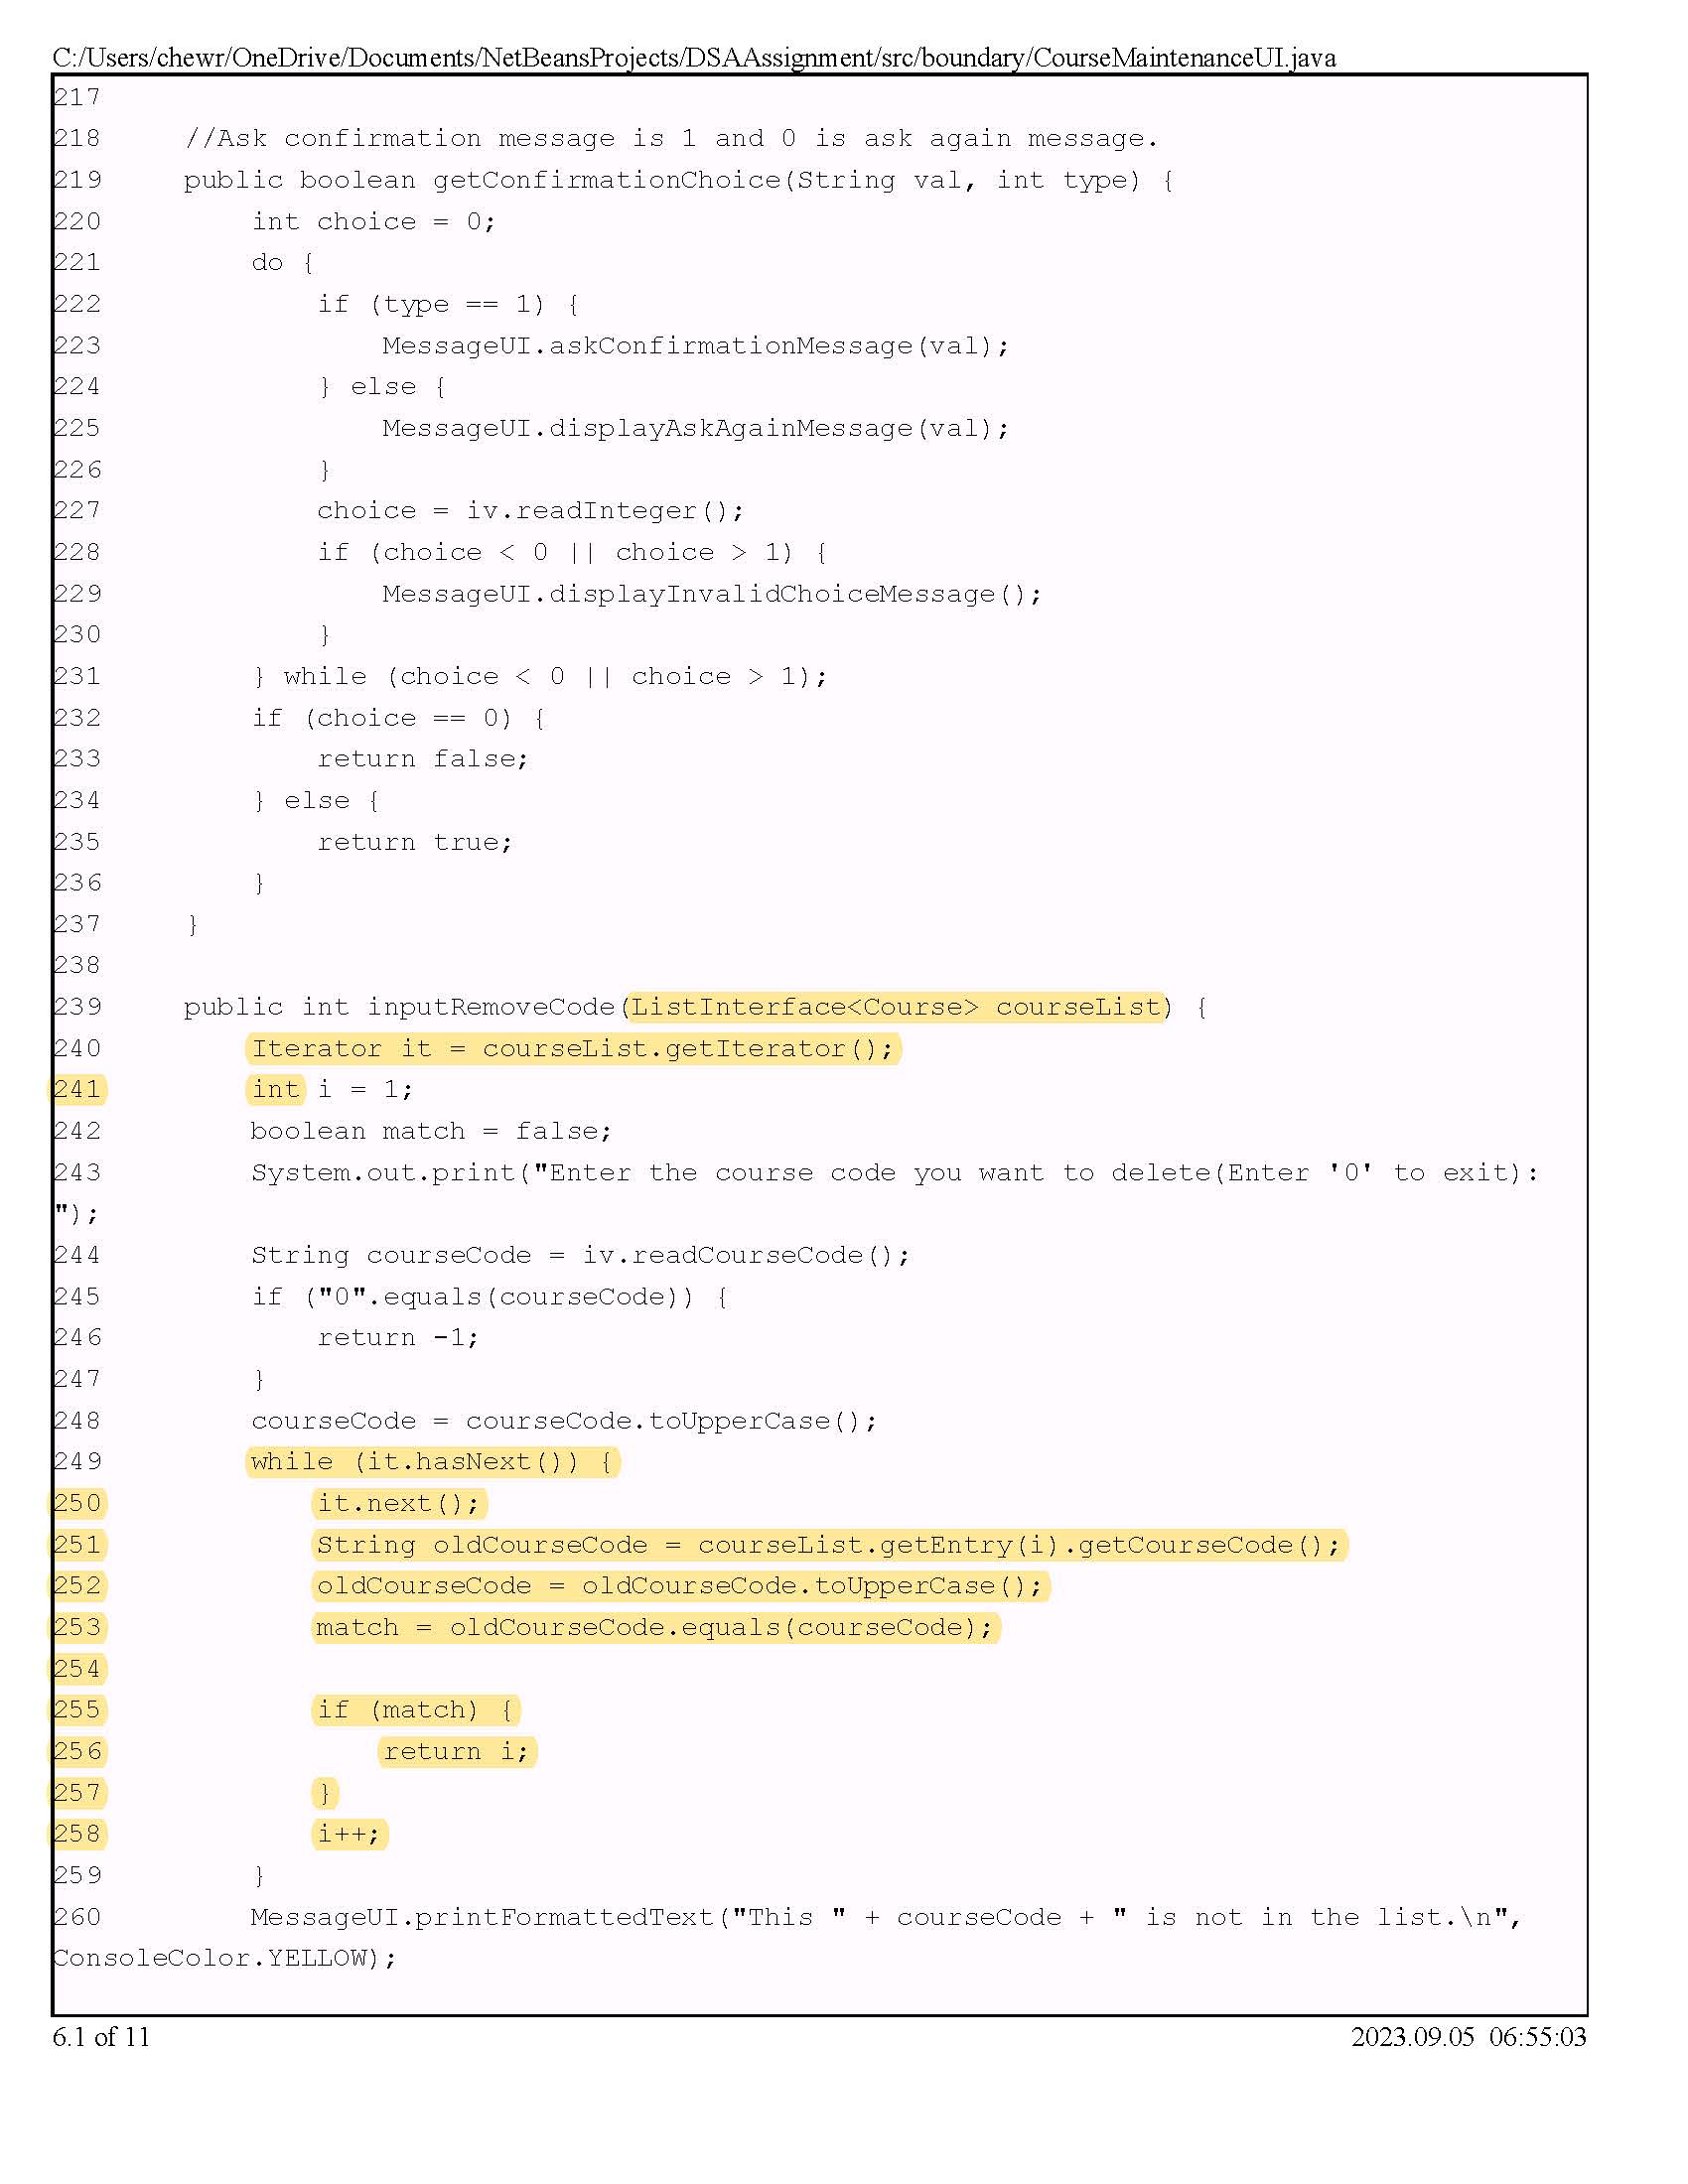 C:/Users/chewr/OneDrive/Documents/NetBeansProjects/DSAAssignment/src/boundary/CourseMaintenanceUI.java
217
218     //Ask confirmation message is 1 and 0 is ask again message.
219     public boolean getConfirmationChoice(String val, int type) {
220         int choice = 0;
221         do {
222             if (type == 1) {
223                 MessageUI.askConfirmationMessage(val);
224             } else {
225                 MessageUI.displayAskAgainMessage(val);
226             }
227             choice = iv.readInteger();
228             if (choice < 0 || choice > 1) {
229                 MessageUI.displayInvalidChoiceMessage();
230             }
231         } while (choice < 0 || choice > 1);
232         if (choice == 0) {
233             return false;
234         } else {
235             return true;
236         }
237     }
238
239     public int inputRemoveCode(ListInterface<Course> courseList) {
240         Iterator it = courseList.getIterator();
241         int i = 1;
242         boolean match = false;
243         System.out.print("Enter the course code you want to delete(Enter '0' to exit):
");
244         String courseCode = iv.readCourseCode();
245         if ("0".equals(courseCode)) {
246             return -1;
247         }
248         courseCode = courseCode.toUpperCase();
249         while (it.hasNext()) {
250             it.next();
251             String oldCourseCode = courseList.getEntry(i).getCourseCode();
252             oldCourseCode = oldCourseCode.toUpperCase();
253             match = oldCourseCode.equals(courseCode);
254
255             if (match) {
256                 return i;
257             }
258             i++;
259         }
260         MessageUI.printFormattedText("This " + courseCode + " is not in the list.\n",
ConsoleColor.YELLOW);
6.1 of 11
2023.09.05 06:55:03